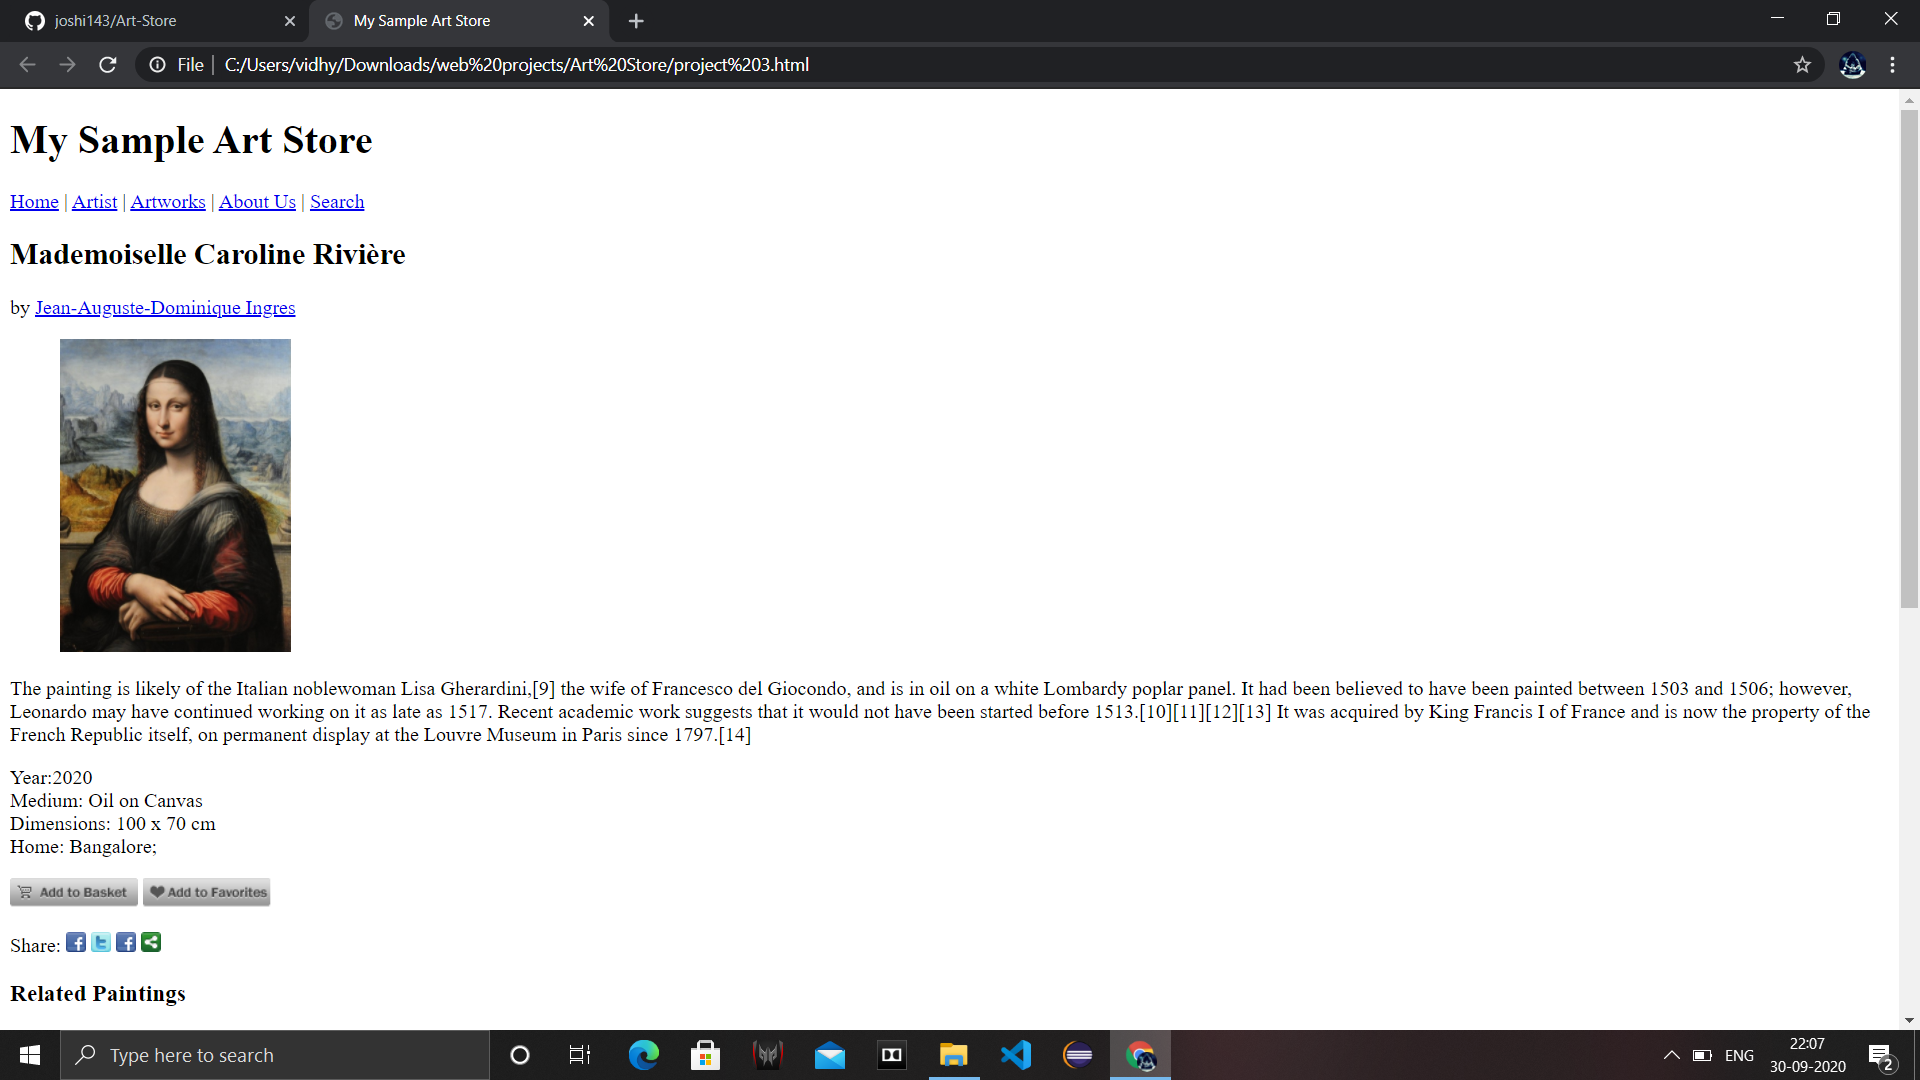 joshi143/Art-Store
My Sample Art Store
File | C:/Users/vidhy/Downloads/web%20projects/Art%20Store/project%203.html
My Sample Art Store
Home | Artist | Artworks | About Us | Search
Mademoiselle Caroline Rivière
by Jean-Auguste-Dominique Ingres
The painting is likely of the Italian noblewoman Lisa Gherardini,[9] the wife of Francesco del Giocondo, and is in oil on a white Lombardy poplar panel. It had been believed to have been painted between 1503 and 1506; however,
Leonardo may have continued working on it as late as 1517. Recent academic work suggests that it would not have been started before 1513.[10][11][12][13] It was acquired by King Francis I of France and is now the property of the
French Republic itself, on permanent display at the Louvre Museum in Paris since 1797.[14]
Year:2020
Medium: Oil on Canvas
Dimensions: 100 x 70 cm
Home: Bangalore;
Add to Basket Add to Favorites
Share:
Related Paintings
Type here to search
ENG
22:07
30-09-2020
2